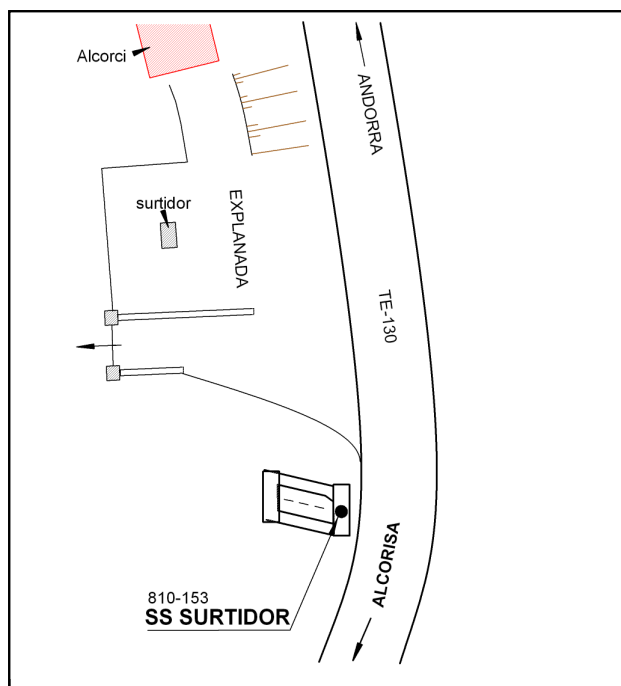 Alcorci
ANDORRA
surtidor
EXPLANADA
TE-130
ALCORISA
810-153
SS SURTIDOR